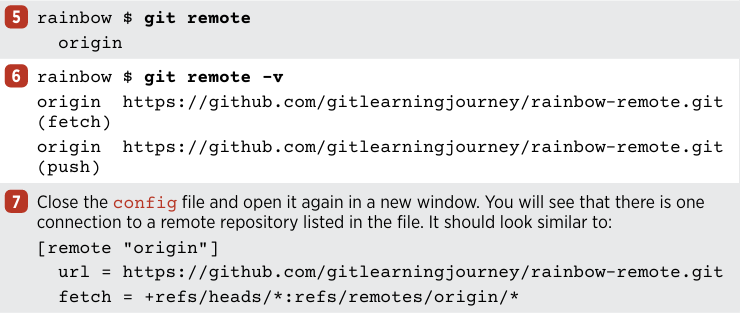 5 rainbow $ git remote
origin
6 rainbow $ git remote -v
origin https://github.com/gitlearningjourney/rainbow-remote.git
(fetch)
origin https://github.com/gitlearningjourney/rainbow-remote.git
(push)
7 Close the config file and open it again in a new window. You will see that there is one
connection to a remote repository listed in the file. It should look similar to:
[remote "origin"]
url = https://github.com/gitlearningjourney/rainbow-remote.git
fetch = +refs/heads/*:refs/remotes/origin/*